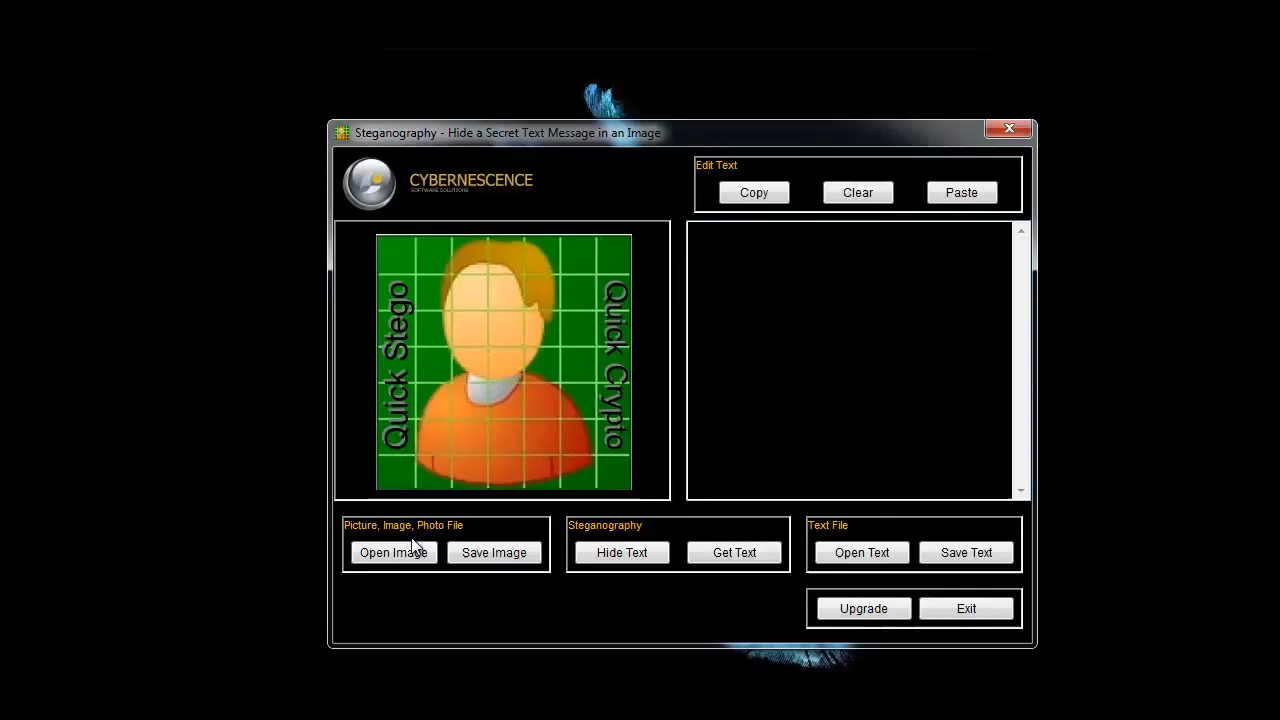 Steganography - Hide a Secret Text Message in an Image
CYBERNESCENCE
SOFTWARE SOLUTIONS
Edit Text
Copy Clear Paste
Quick Stego
Quick Crypto
Picture, Image, Photo File
Open Image Save Image
Steganography
Hide Text Get Text
Text File
Open Text Save Text
Upgrade Exit